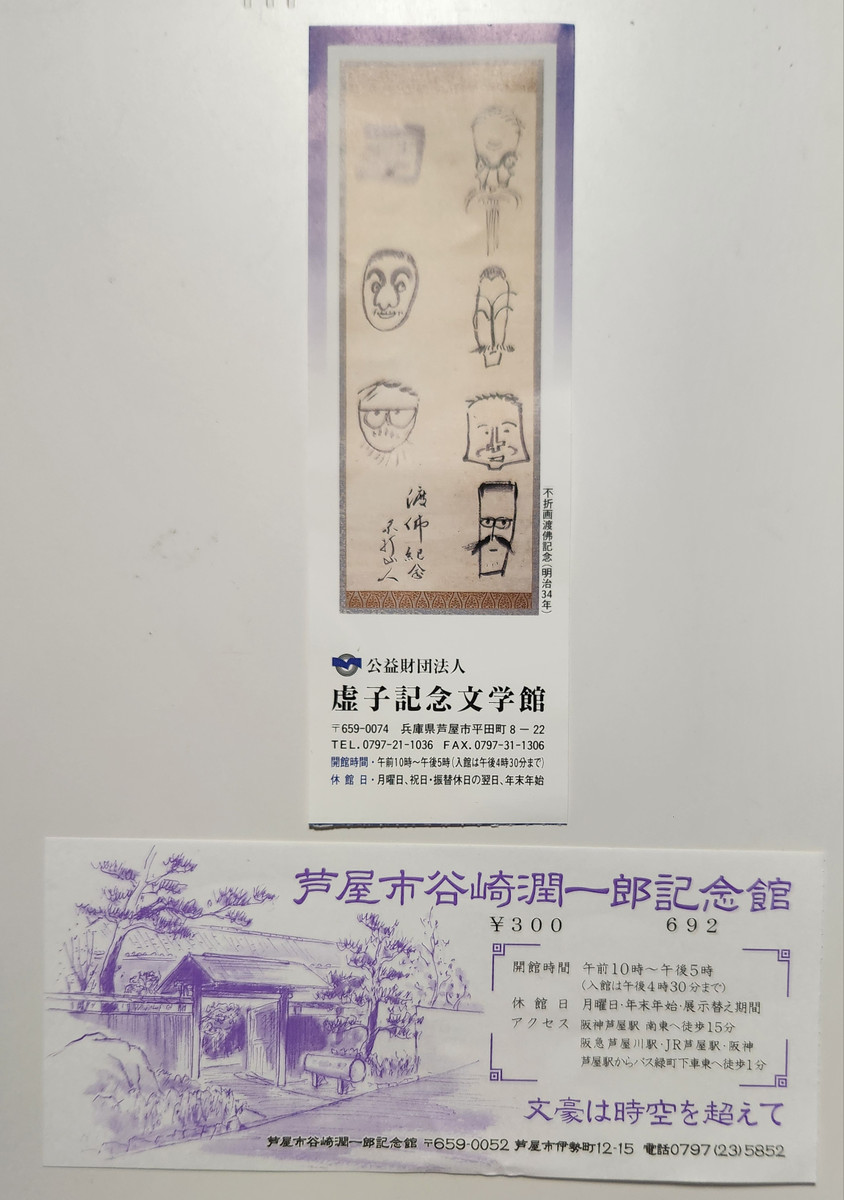 渡佛紀念
不折山人
不折画渡佛記念(明治34年)
公益財団法人
虚子記念文学館
〒659-0074 兵庫県芦屋市平田町8-22
TEL.0797-21-1036 FAX.0797-31-1306
開館時間・午前10時〜午後5時(入館は午後4時30分まで)
休館日・月曜日、祝日・振替休日の翌日、年末年始
芦屋市谷崎潤一郎記念館
¥300 692
開館時間 午前10時〜午後5時
(入館は午後4時30分まで)
休館日 月曜日・年末年始・展示替え期間
アクセス 阪神芦屋駅 南東へ徒歩15分
阪急芦屋川駅・JR芦屋駅・阪神
芦屋駅からバス緑町下車東へ徒歩1分
文豪は時空を超えて
芦屋市谷崎潤一郎記念館 〒659-0052 芦屋市伊勢町12-15 電話0797(23)5852